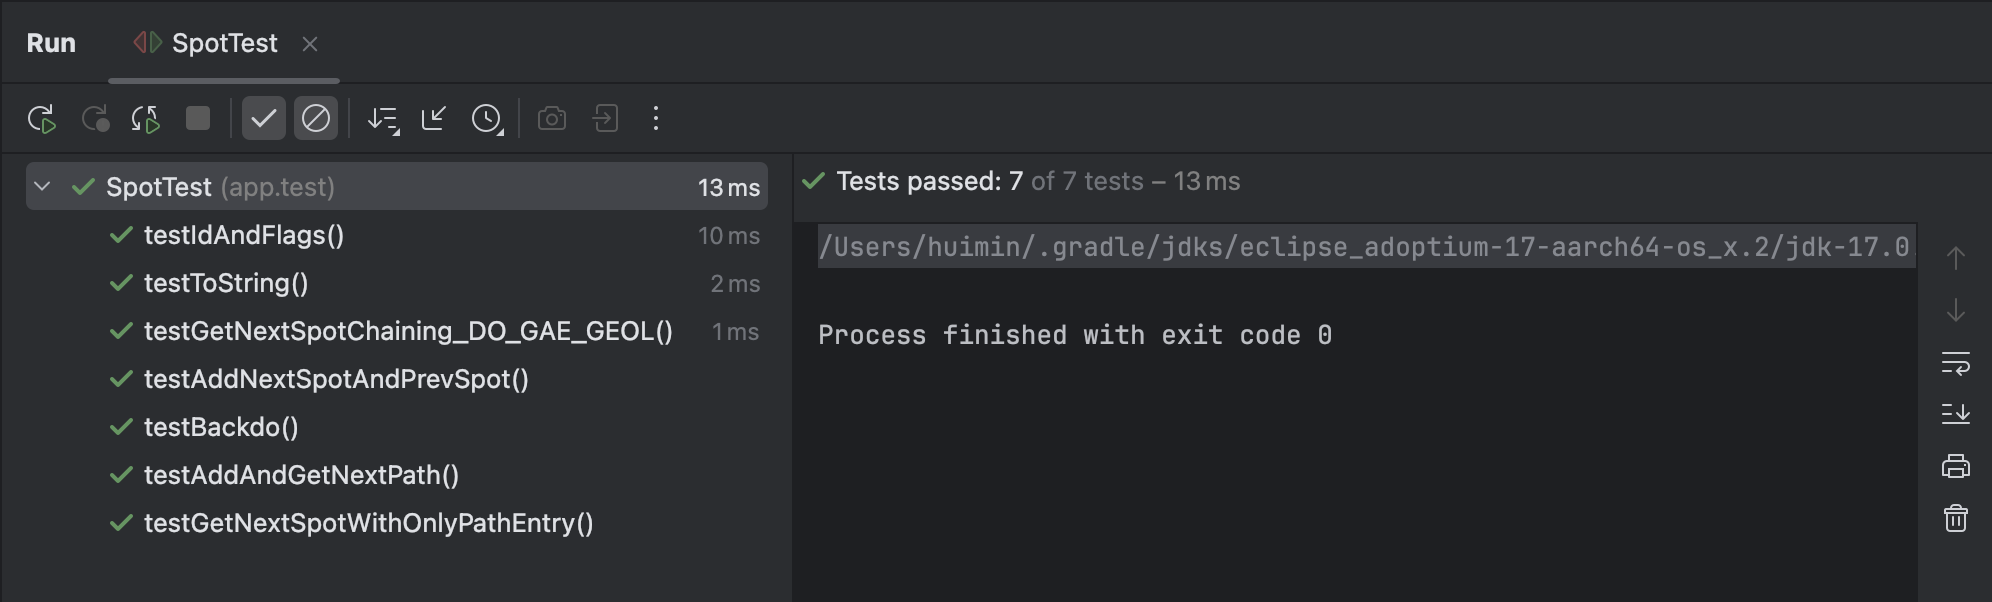 Run SpotTest
SpotTest (app.test) 13 ms
testIdAndFlags() 10 ms
testToString() 2 ms
testGetNextSpotChaining_DO_GAE_GEOL() 1 ms
testAddNextSpotAndPrevSpot()
testBackdo()
testAddAndGetNextPath()
testGetNextSpotWithOnlyPathEntry()
Tests passed: 7 of 7 tests – 13 ms
/Users/huimin/.gradle/jdks/eclipse_adoptium-17-aarch64-os_x.2/jdk-17.0
Process finished with exit code 0